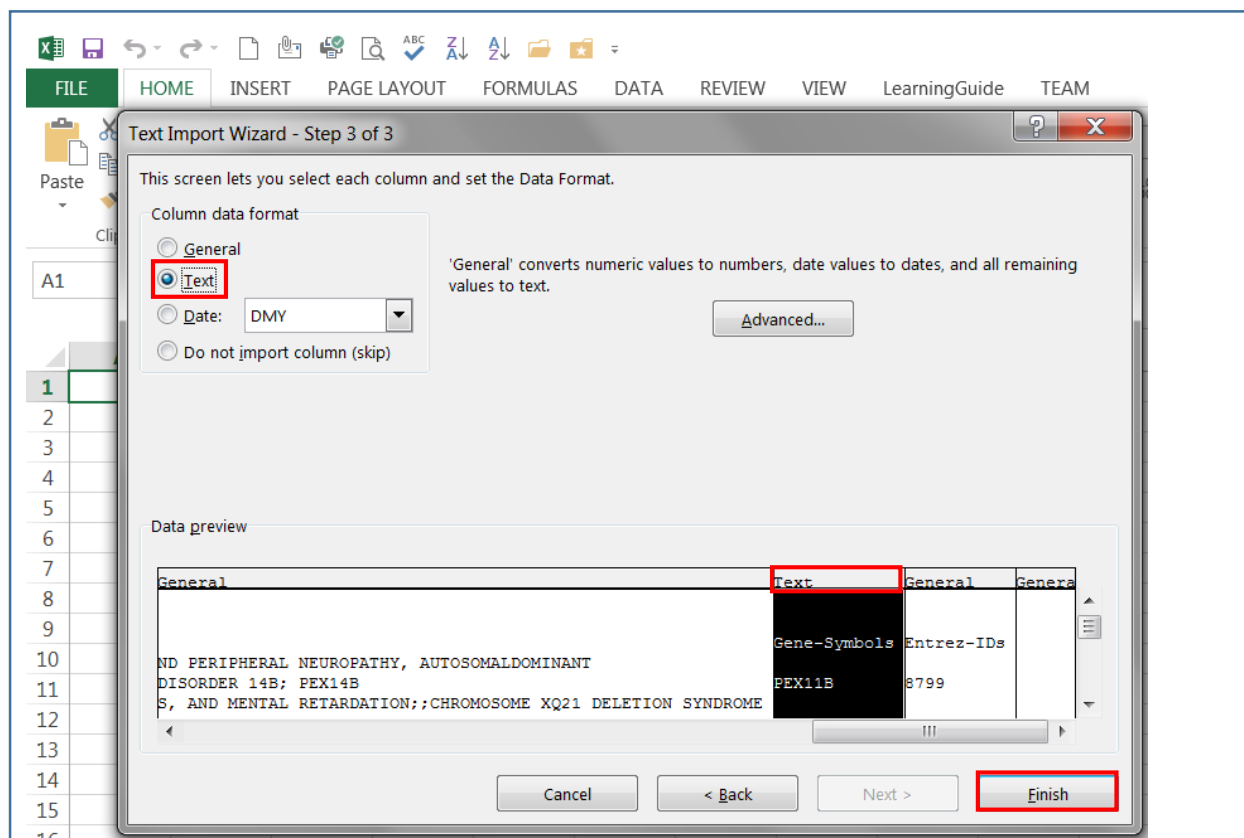 ABC
Z
A
A
Z
FILE HOME INSERT PAGE LAYOUT FORMULAS DATA REVIEW VIEW LearningGuide TEAM
Text Import Wizard - Step 3 of 3
?
X
Paste
This screen lets you select each column and set the Data Format.
Column data format
General
Text
Date: DMY
Do not import column (skip)
'General' converts numeric values to numbers, date values to dates, and all remaining
values to text.
Advanced...
A1
1
2
3
4
5
6
7
8
9
10
11
12
13
14
15
Data preview
General Text General Genera
Gene-Symbols Entrez-IDs
ND PERIPHERAL NEUROPATHY, AUTOSOMALDOMINANT
DISORDER 14B; PEX14B PEX11B 8799
S, AND MENTAL RETARDATION;;CHROMOSOME XQ21 DELETION SYNDROME
Cancel < Back Next > Finish